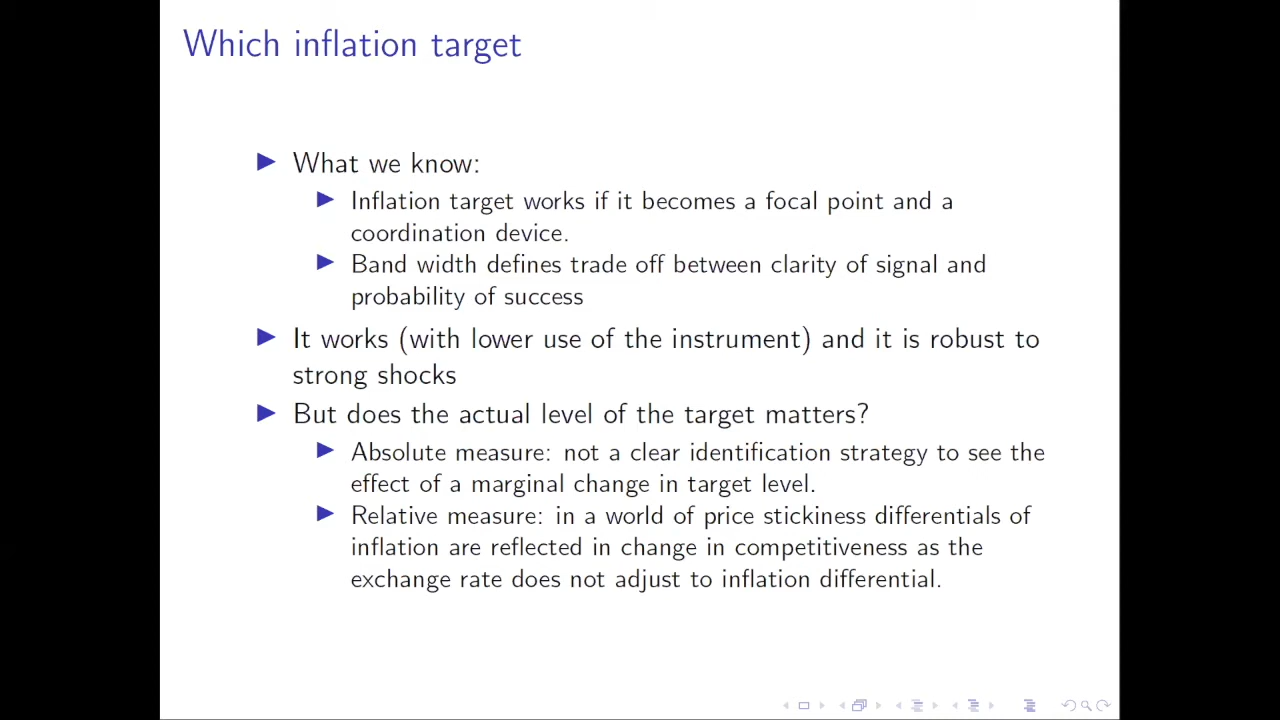 Which inflation target
What we know:
Inflation target works if it becomes a focal point and a
coordination device.
Band width defines trade off between clarity of signal and
probability of success
It works (with lower use of the instrument) and it is robust to
strong shocks
But does the actual level of the target matters?
Absolute measure: not a clear identification strategy to see the
effect of a marginal change in target level.
Relative measure: in a world of price stickiness differentials of
inflation are reflected in change in competitiveness as the
exchange rate does not adjust to inflation differential.